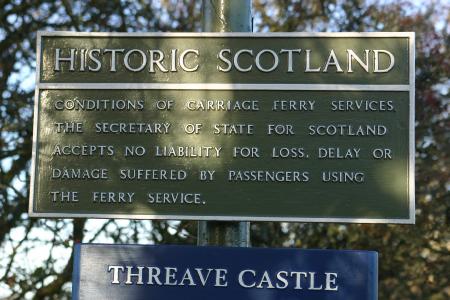 HISTORIC SCOTLAND
CONDITIONS OF CARRIAGE FERRY SERVICES
THE SECRETARY OF STATE FOR SCOTLAND
ACCEPTS NO LIABILITY FOR LOSS, DELAY OR
DAMAGE SUFFERED BY PASSENGERS USING
THE FERRY SERVICE.
THREAVE CASTLE